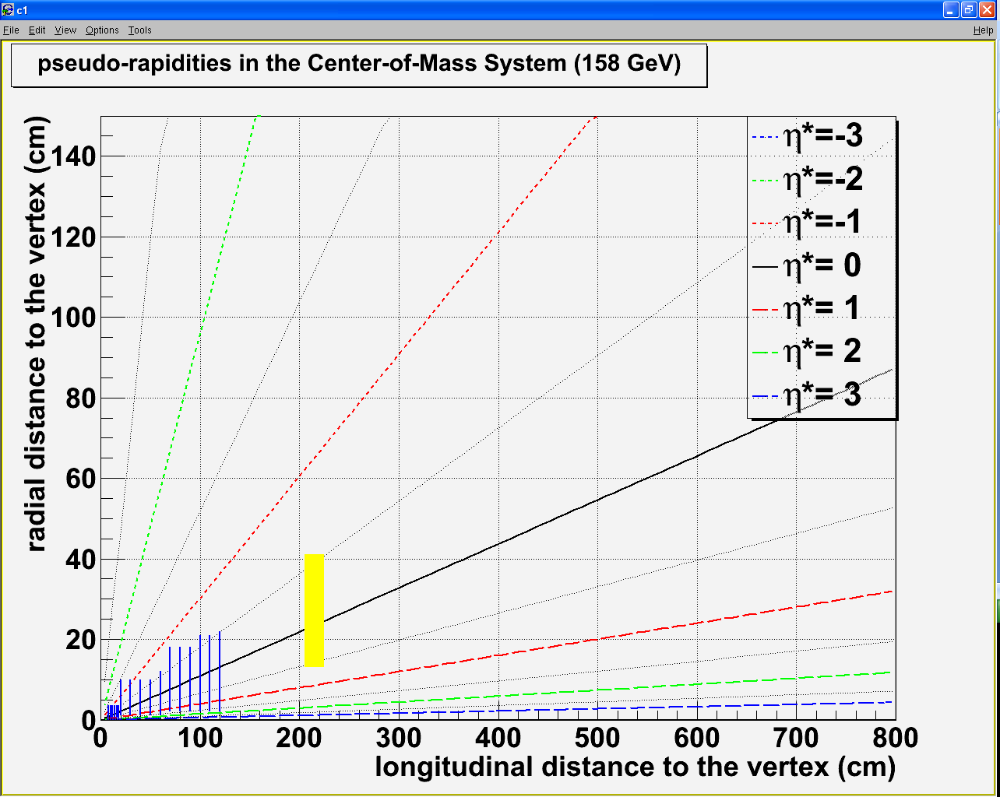 c1
File Edit View Options Tools Help
pseudo-rapidities in the Center-of-Mass System (158 GeV)
radial distance to the vertex (cm)
140
120
100
80
60
40
20
0
η*=-3
η*=-2
η*=-1
η*= 0
η*= 1
η*= 2
η*= 3
0 100 200 300 400 500 600 700 800
longitudinal distance to the vertex (cm)